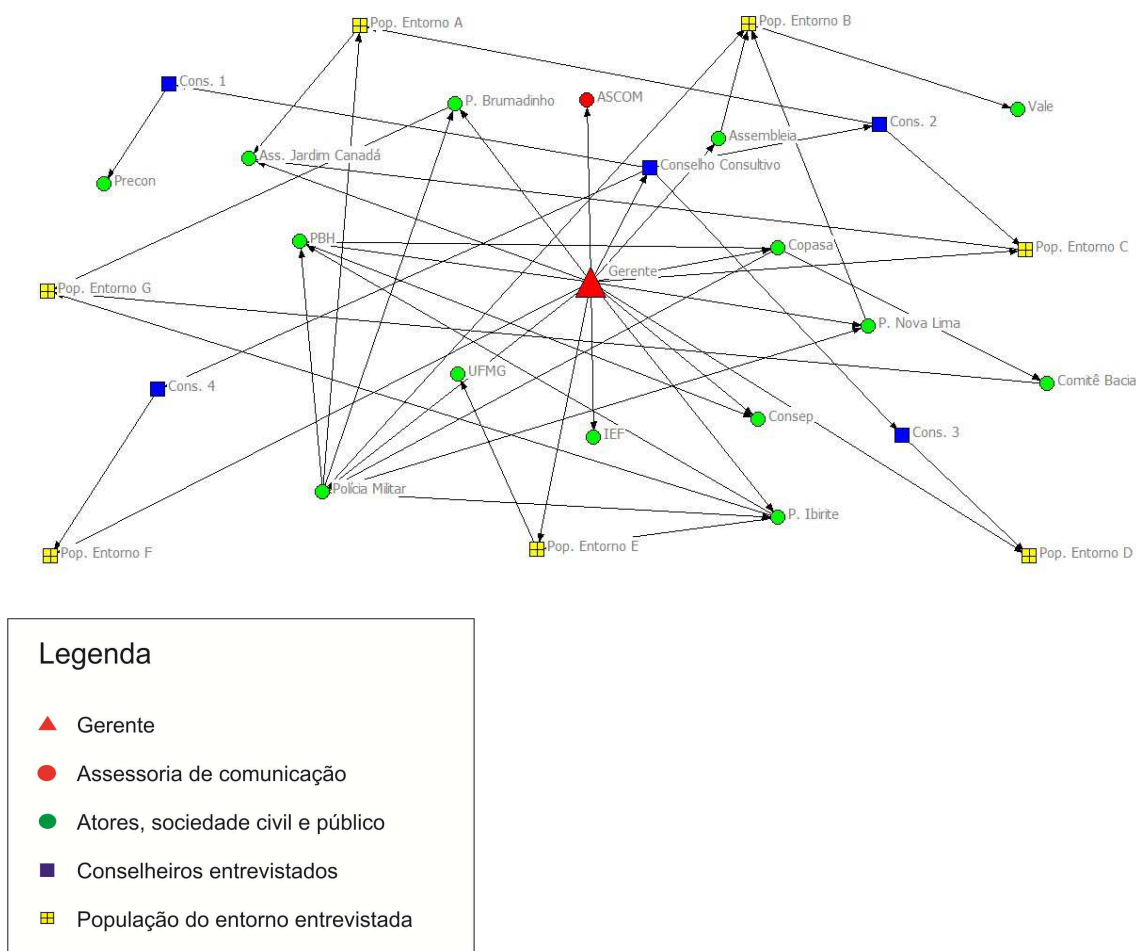 Pop. Entorno A
Pop. Entorno B
Cons. 1
P. Brumadinho
ASCOM
Vale
Cons. 2
Assembleia
Ass. Jardim Canadá
Conselho Consultivo
Precon
PBH
Copasa
Pop. Entorno C
Gerente
Pop. Entorno G
P. Nova Lima
UFMG
Comitê Bacia
Cons. 4
Consep
IEF
Cons. 3
Polícia Militar
P. Ibirite
Pop. Entorno F
Pop. Entorno E
Pop. Entorno D
Legenda
Gerente
Assessoria de comunicação
Atores, sociedade civil e público
Conselheiros entrevistados
População do entorno entrevistada